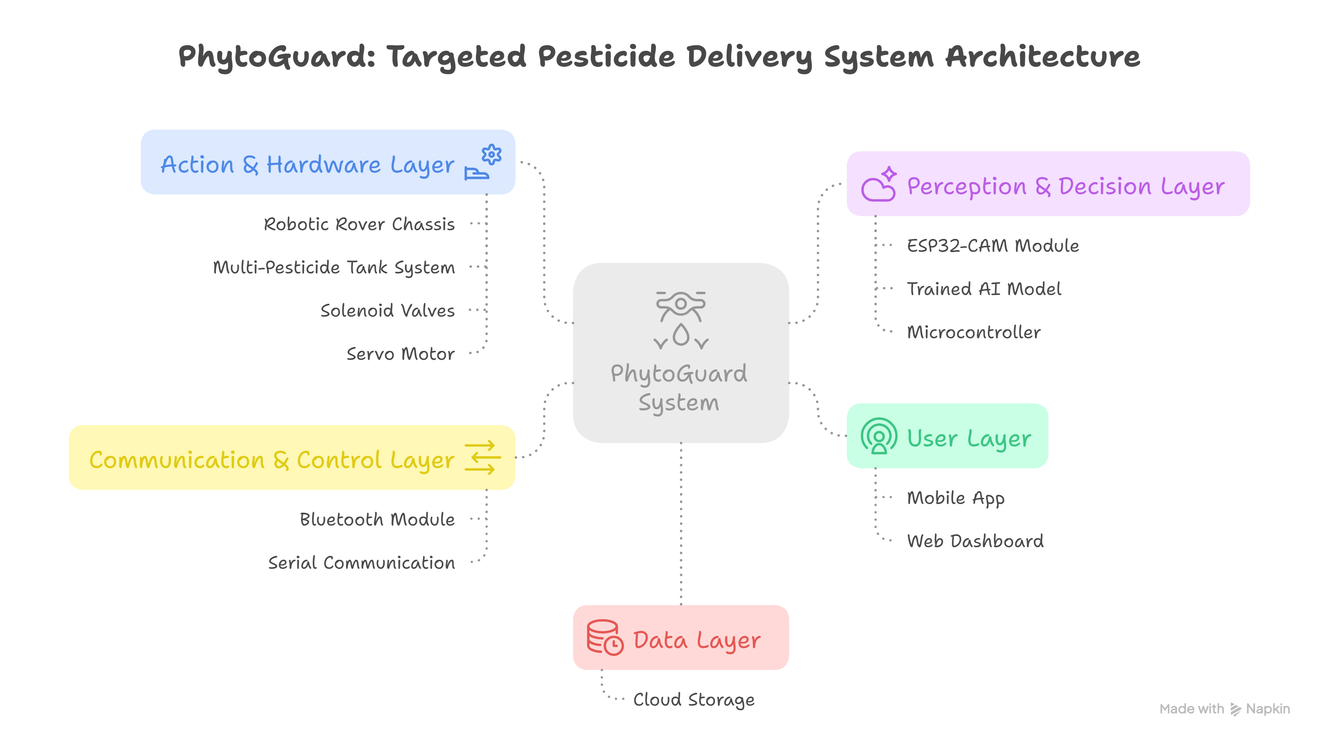 PhytoGuard: Targeted Pesticide Delivery System Architecture
Action & Hardware Layer
Robotic Rover Chassis
Multi-Pesticide Tank System
Solenoid Valves
Servo Motor
Communication & Control Layer
Bluetooth Module
Serial Communication
PhytoGuard
System
Perception & Decision Layer
ESP32-CAM Module
Trained AI Model
Microcontroller
User Layer
Mobile App
Web Dashboard
Data Layer
Cloud Storage
Made with Napkin